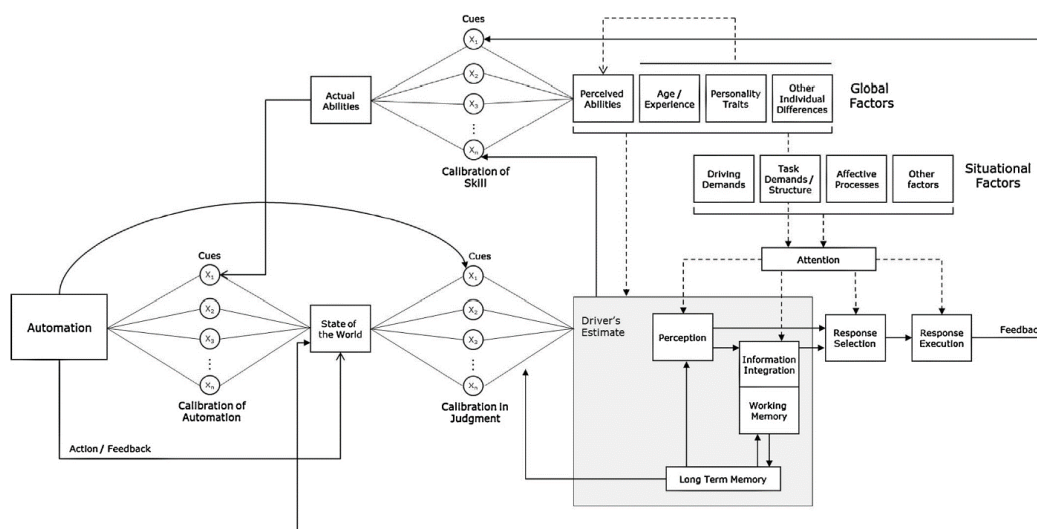 Cues
X1
X2
X3
Xn
Calibration of
Skill
Actual
Abilities
Perceived
Abilities
Age /
Experience
Personality
Traits
Other
Individual
Differences
Global
Factors
Driving
Demands
Task
Demands /
Structure
Affective
Processes
Other
factors
Situational
Factors
Attention
Automation
Cues
X1
X2
X3
Xn
Calibration of
Automation
State of
the World
Cues
X1
X2
X3
Xn
Calibration in
Judgment
Driver's
Estimate
Perception
Information
Integration
Working
Memory
Long Term Memory
Response
Selection
Response
Execution
Feedback
Action / Feedback